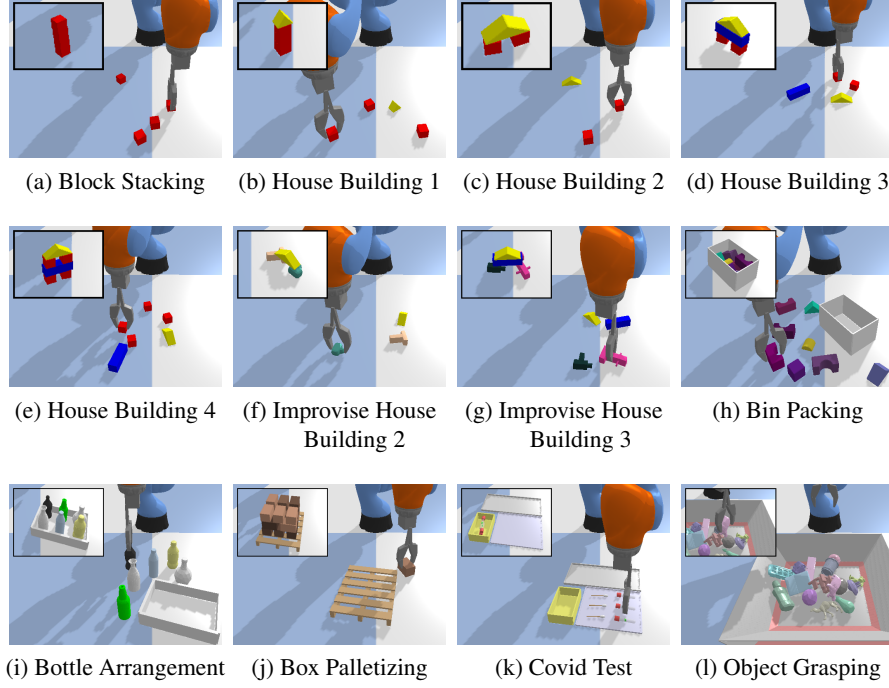 (a) Block Stacking
(b) House Building 1
(c) House Building 2
(d) House Building 3
(e) House Building 4
(f) Improvise House
Building 2
(g) Improvise House
Building 3
(h) Bin Packing
(i) Bottle Arrangement
(j) Box Palletizing
(k) Covid Test
(l) Object Grasping